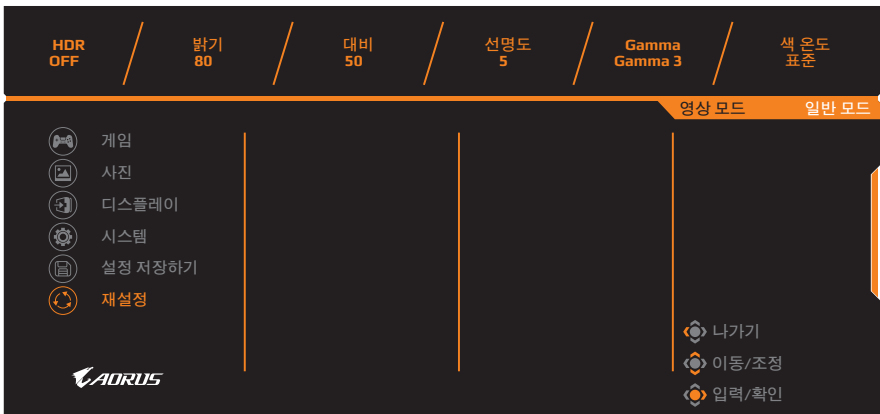 HDR
OFF
밝기
80
대비
50
선명도
5
Gamma
Gamma 3
색 온도
표준
영상 모드 일반 모드
게임
사진
디스플레이
시스템
설정 저장하기
재설정
나가기
이동/조정
입력/확인
AORUS